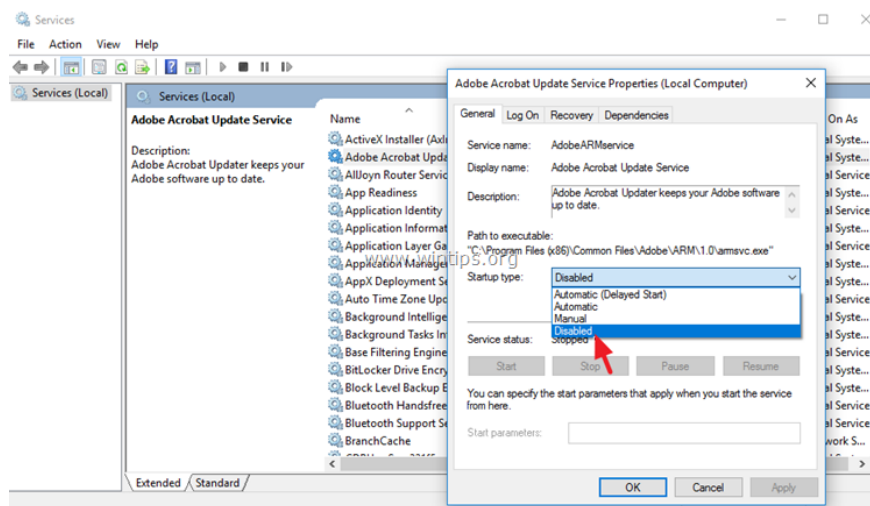 Services
File Action View Help
Services (Local)
Services (Local)
Adobe Acrobat Update Service
Description:
Adobe Acrobat Updater keeps your
Adobe software up to date.
Name
ActiveX Installer (AxI
Adobe Acrobat Upda
AllJoyn Router Servic
App Readiness
Application Identity
Application Informat
Application Layer Ga
Application Manager
AppX Deployment Se
Auto Time Zone Upd
Background Intellige
Background Tasks In
Base Filtering Engine
BitLocker Drive Encry
Block Level Backup E
Bluetooth Handsfree
Bluetooth Support Se
BranchCache
Extended Standard
www.wintips.org
Adobe Acrobat Update Service Properties (Local Computer)
General Log On Recovery Dependencies
Service name: AdobeARMservice
Display name: Adobe Acrobat Update Service
Description: Adobe Acrobat Updater keeps your Adobe software
up to date.
Path to executable:
"C:\Program Files (x86)\Common Files\Adobe\ARM\1.0\armsvc.exe"
Startup type: Disabled
Automatic (Delayed Start)
Automatic
Manual
Disabled
Service status: Stopped
Start Stop Pause Resume
You can specify the start parameters that apply when you start the service
from here.
Start parameters:
OK Cancel Apply
On As
al Syste...
al Syste...
al Service
al Syste...
al Service
al Syste...
al Service
al Syste...
al Syste...
al Service
al Syste...
al Syste...
al Service
al Syste...
al Syste...
al Service
al Service
work S...